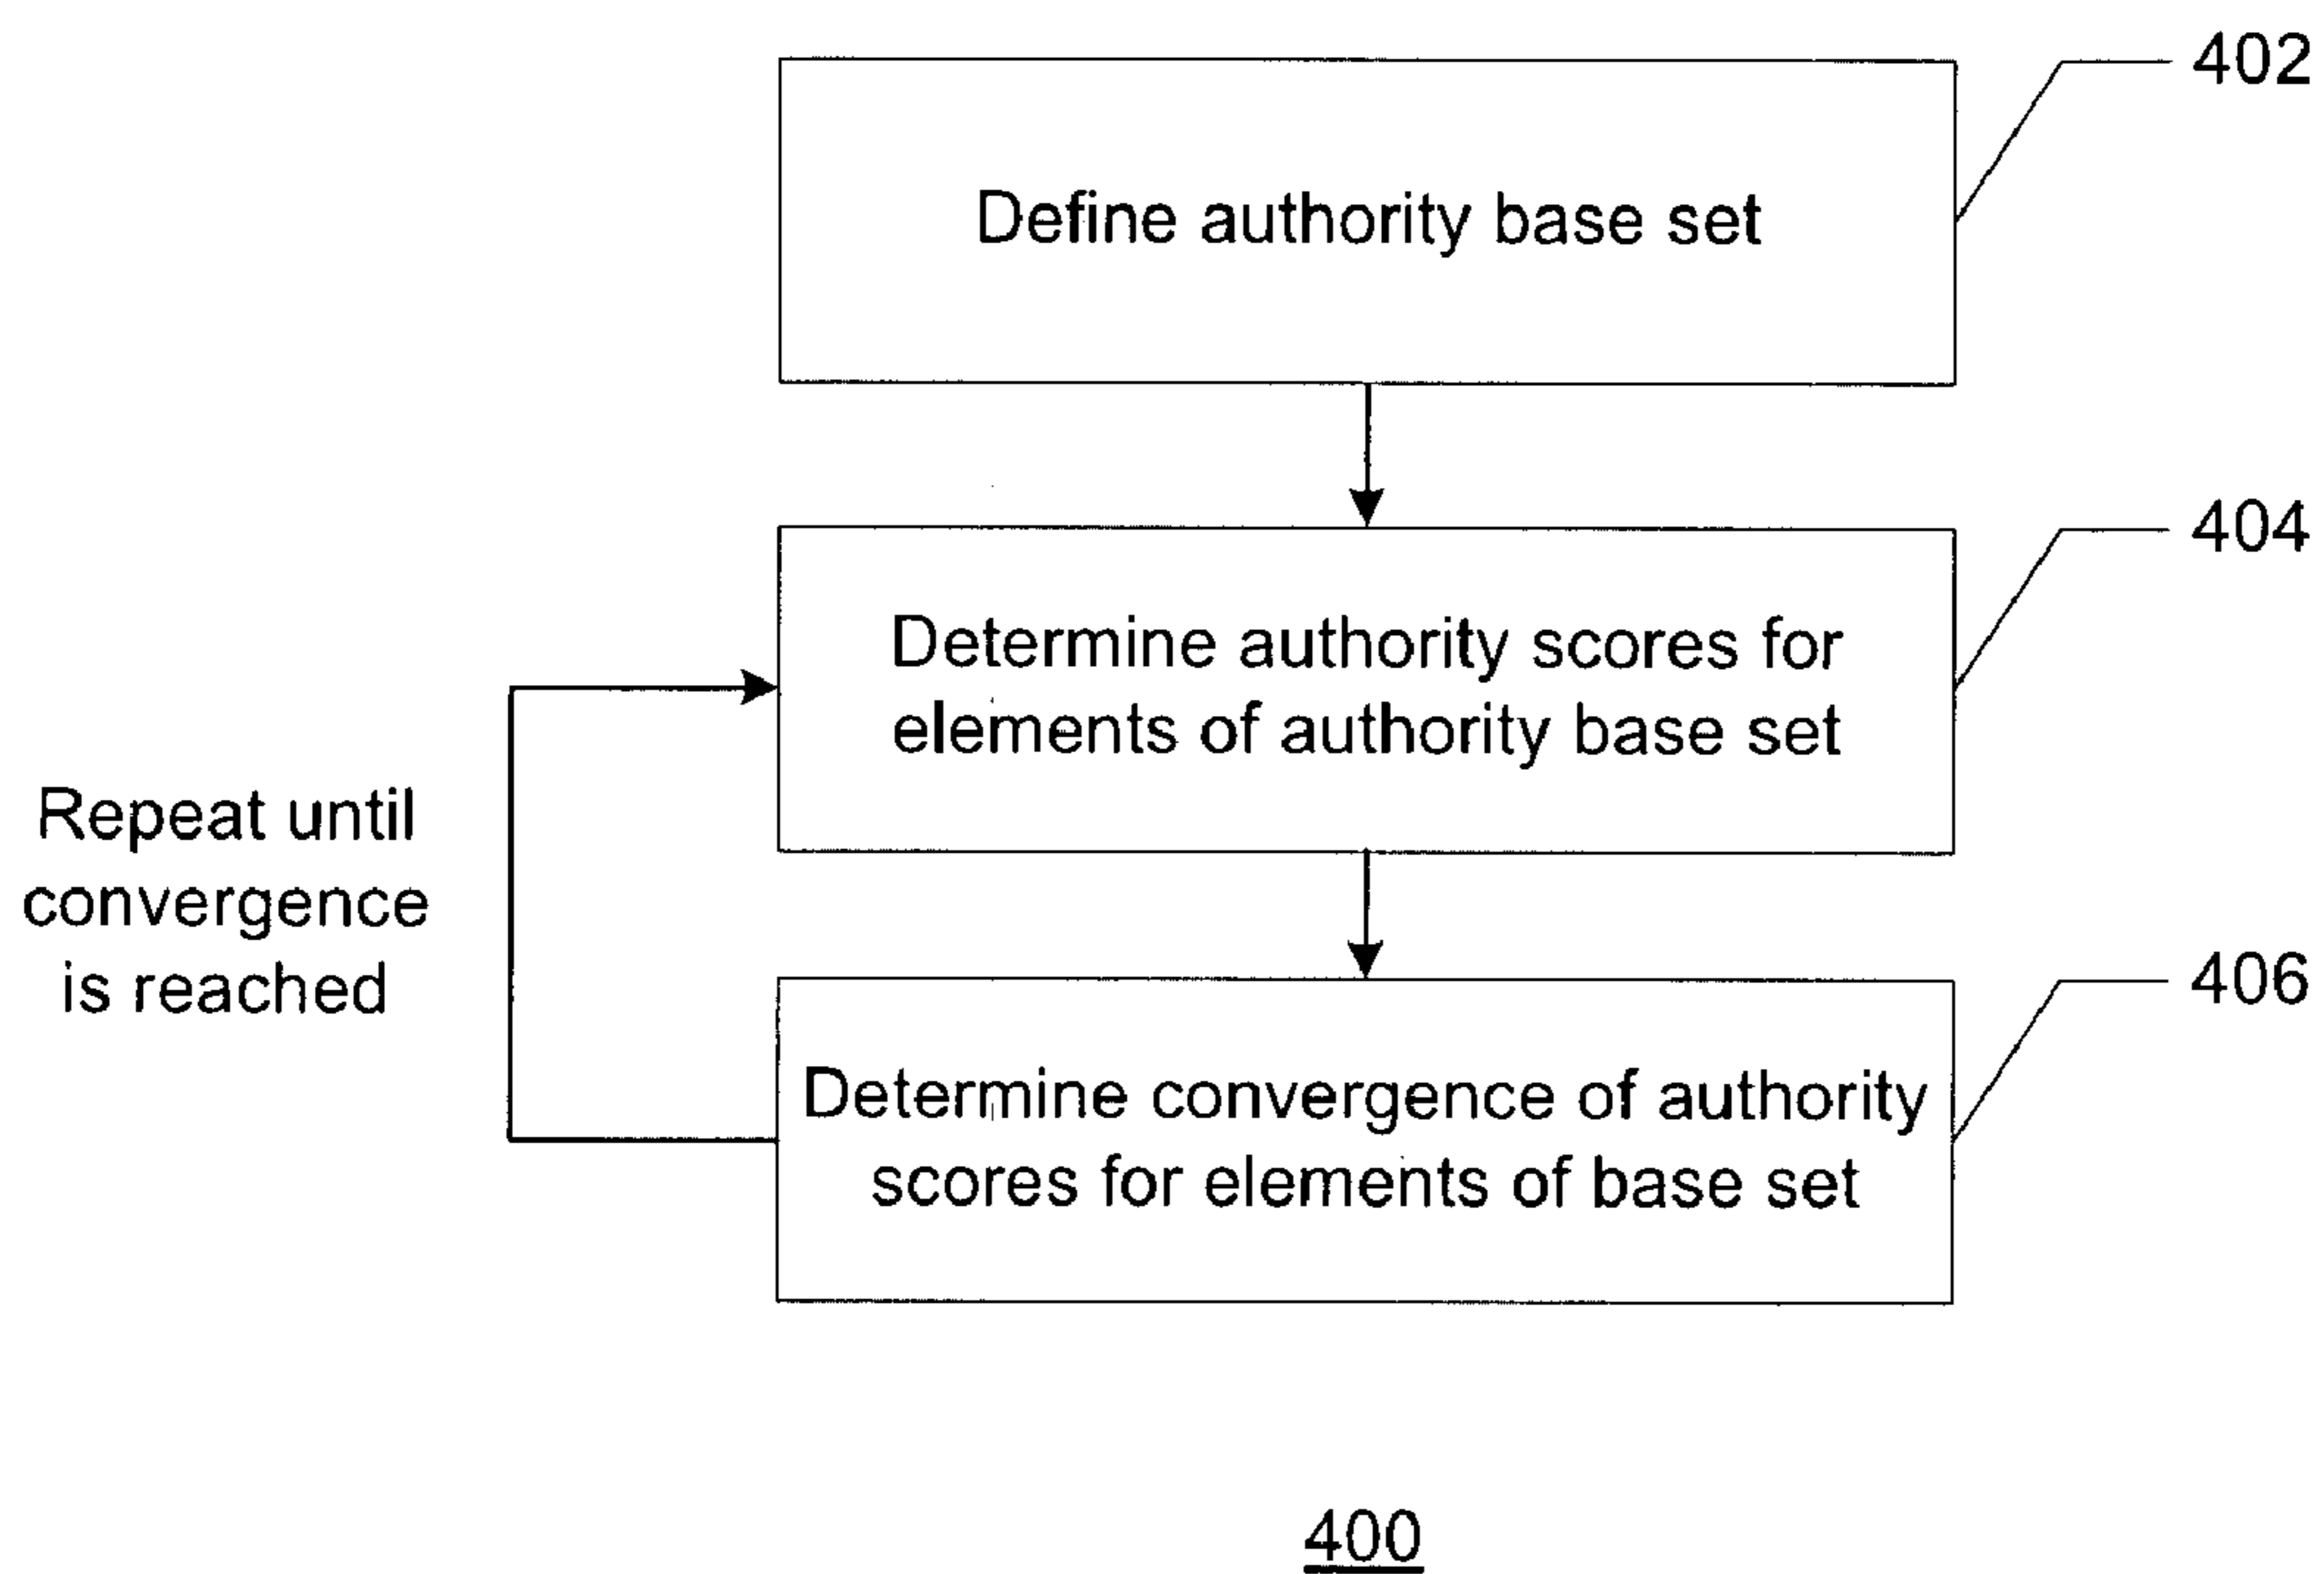 402
Define authority base set
404
Determine authority scores for
elements of authority base set
Repeat until
convergence
is reached
406
Determine convergence of authority
scores for elements of base set
400